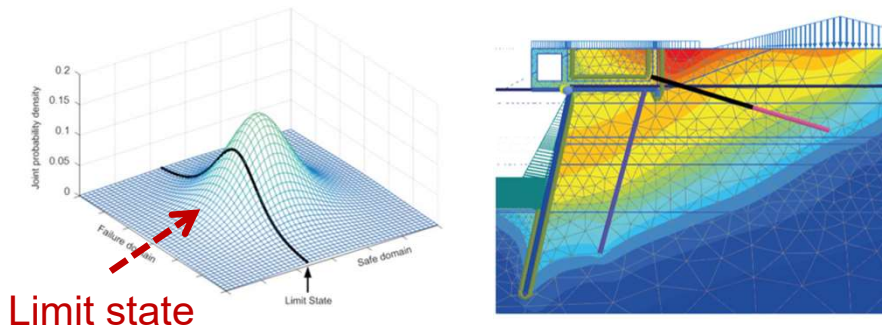 0.2
0.15
0.1
0.05
0
Joint probability density
Failure domain
Safe domain
Limit State
Limit state